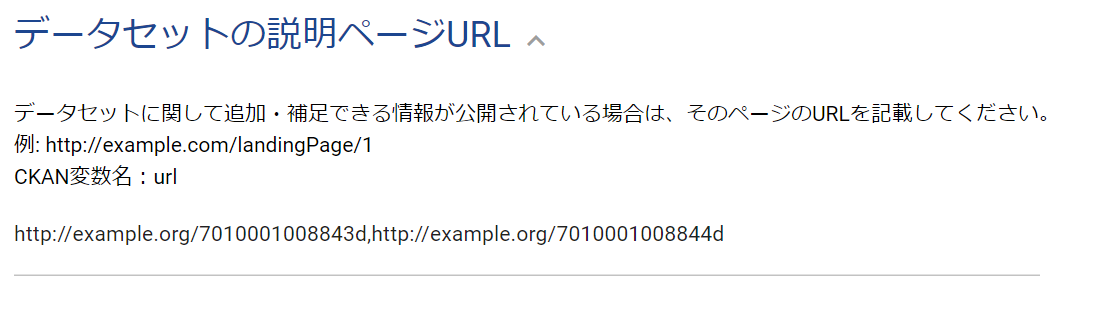 データセットの説明ページURL
データセットに関して追加・補足できる情報が公開されている場合は、そのページのURLを記載してください。
例: http://example.com/landingPage/1
CKAN変数名：url
http://example.org/7010001008843d,http://example.org/7010001008844d